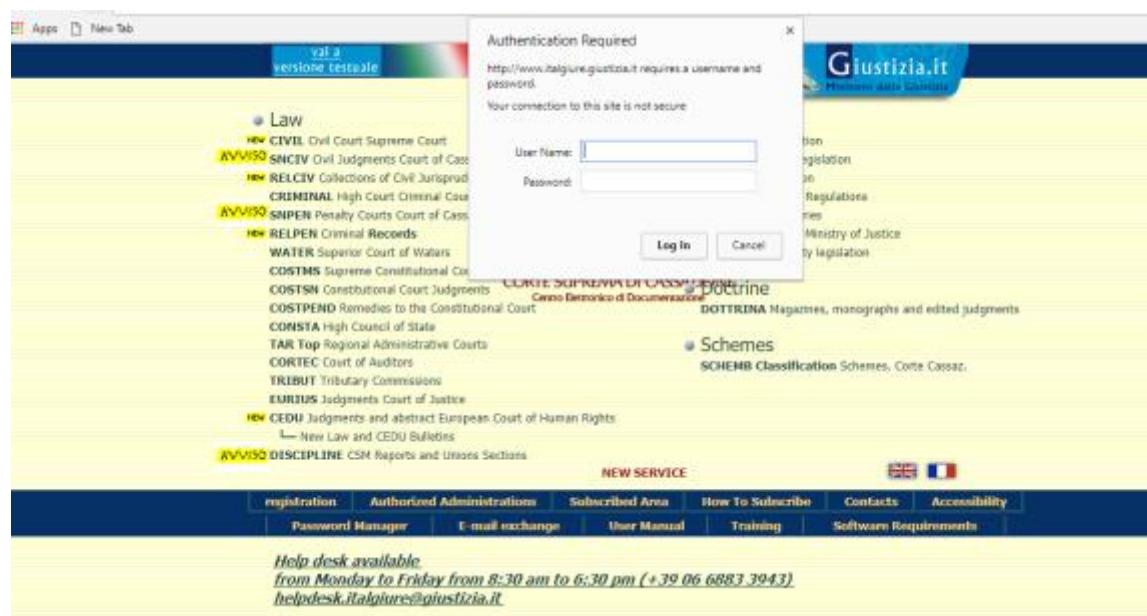 Apps New Tab
vai a
versione testuale
Giustizia.it
Authentication Required
×
http://www.italgiure.giustizia.it requires a username and
password.
Your connection to this site is not secure
User Name:
Password:
Log In Cancel
Law
NEW CIVIL Civil Court Supreme Court
AVVISO SNCIV Civil Judgments Court of Cass
NEW RELCIV Collections of Civil Jurisprud
CRIMINAL High Court Criminal Cour
AVVISO SNPEN Penalty Courts Court of Cass
NEW RELPEN Criminal Records
WATER Superior Court of Waters
COSTMS Supreme Constitutional Cou
COSTSN Constitutional Court Judgments
COSTPEND Remedies to the Constitutional Court
CONSTA High Council of State
TAR Top Regional Administrative Courts
CORTEC Court of Auditors
TRIBUT Tributary Commissions
EURIUS Judgments Court of Justice
NEW CEDU Judgments and abstract European Court of Human Rights
New Law and CEDU Bulletins
AVVISO DISCIPLINE CSM Reports and Unions Sections
CORTE SUPREMA DI CASS
Centro Elettronico di Documentazione
Regulations
Ministry of Justice
legislation
Doctrine
DOTTRINA Magazines, monographs and edited judgments
Schemes
SCHEMB Classification Schemes, Corte Cassaz.
NEW SERVICE
registration Authorized Administrations Subscribed Area How To Subscribe Contacts Accessibility
Password Manager E-mail exchange User Manual Training Software Requirements
Help desk available
from Monday to Friday from 8:30 am to 6:30 pm (+39 06 6883 3943)
helpdesk.italgiure@giustizia.it